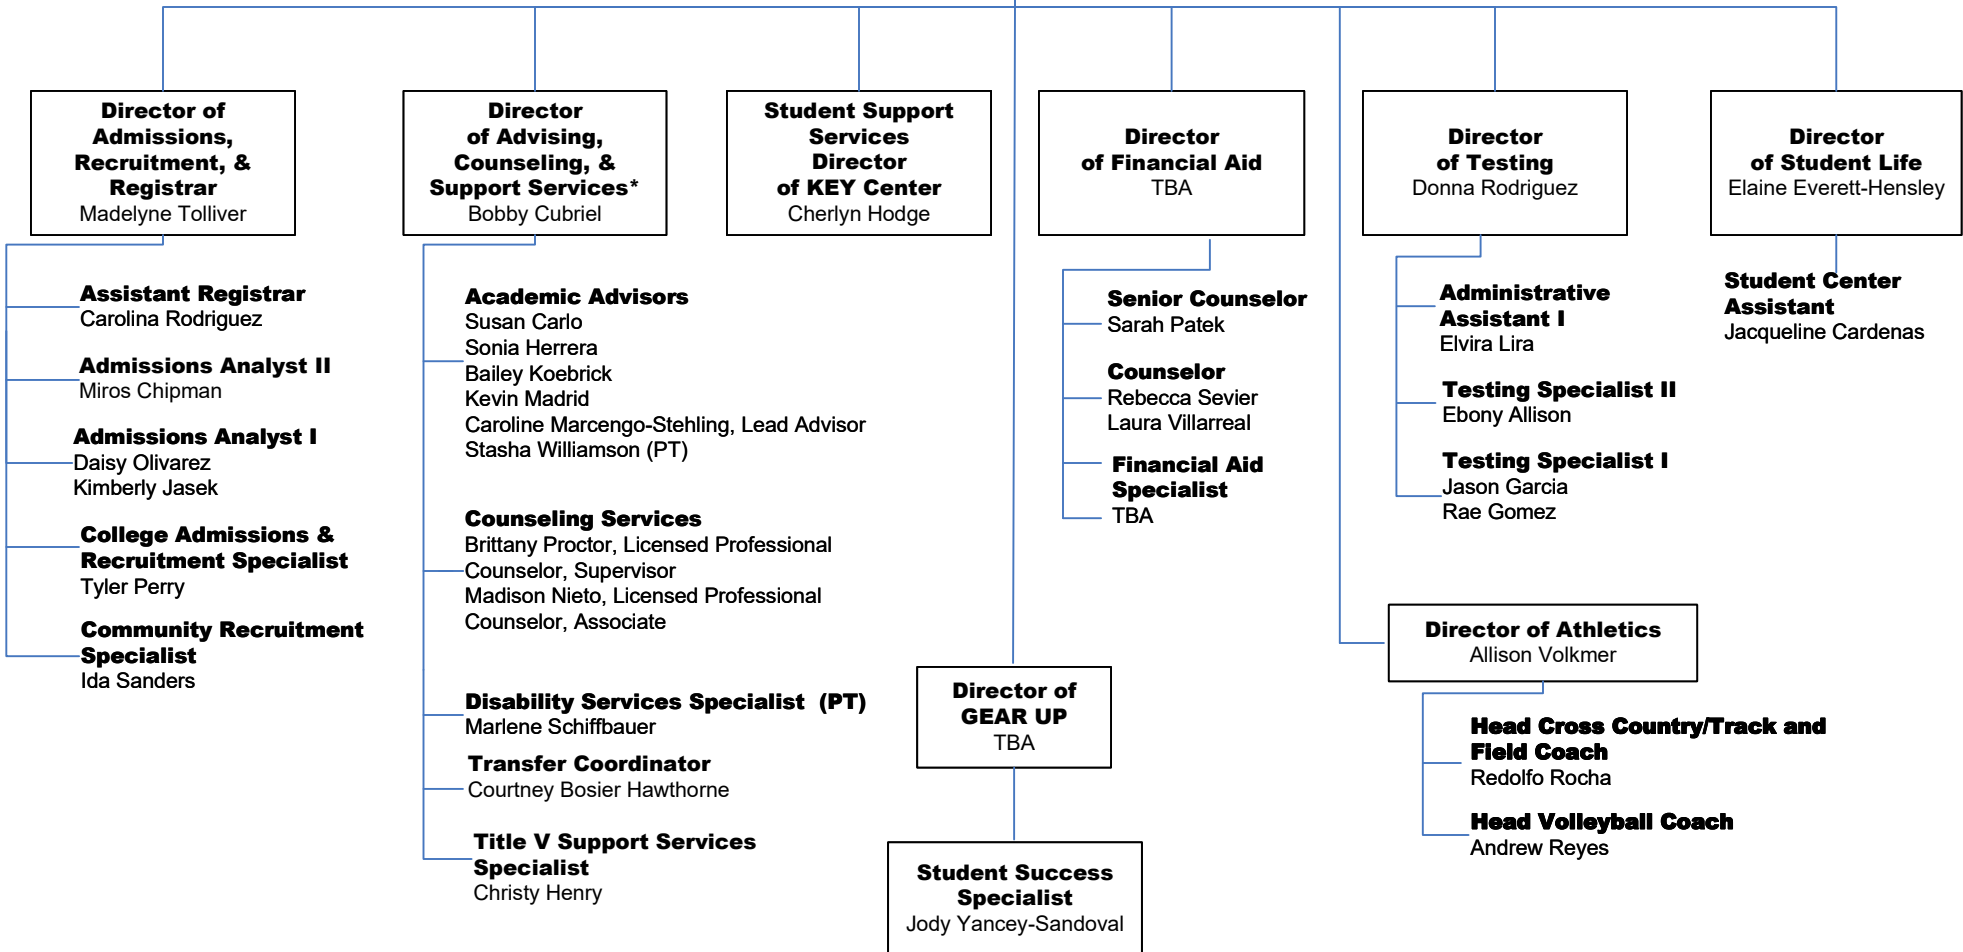 Director of
Admissions,
Recruitment, &
Registrar
Madelyne Tolliver
Assistant Registrar
Carolina Rodriguez
Admissions Analyst II
Miros Chipman
Admissions Analyst I
Daisy Olivarez
Kimberly Jasek
College Admissions &
Recruitment Specialist
Tyler Perry
Community Recruitment
Specialist
Ida Sanders
Director
of Advising,
Counseling, &
Support Services*
Bobby Cubriel
Academic Advisors
Susan Carlo
Sonia Herrera
Bailey Koebrick
Kevin Madrid
Caroline Marcengo-Stehling, Lead Advisor
Stasha Williamson (PT)
Counseling Services
Brittany Proctor, Licensed Professional
Counselor, Supervisor
Madison Nieto, Licensed Professional
Counselor, Associate
Disability Services Specialist (PT)
Marlene Schiffbauer
Transfer Coordinator
Courtney Bosier Hawthorne
Title V Support Services
Specialist
Christy Henry
Student Support
Services
Director
of KEY Center
Cherlyn Hodge
Director of
GEAR UP
TBA
Student Success
Specialist
Jody Yancey-Sandoval
Director
of Financial Aid
TBA
Senior Counselor
Sarah Patek
Counselor
Rebecca Sevier
Laura Villarreal
Financial Aid
Specialist
TBA
Director
of Testing
Donna Rodriguez
Administrative
Assistant I
Elvira Lira
Testing Specialist II
Ebony Allison
Testing Specialist I
Jason Garcia
Rae Gomez
Director of Athletics
Allison Volkmer
Head Cross Country/Track and
Field Coach
Redolfo Rocha
Head Volleyball Coach
Andrew Reyes
Director
of Student Life
Elaine Everett-Hensley
Student Center
Assistant
Jacqueline Cardenas